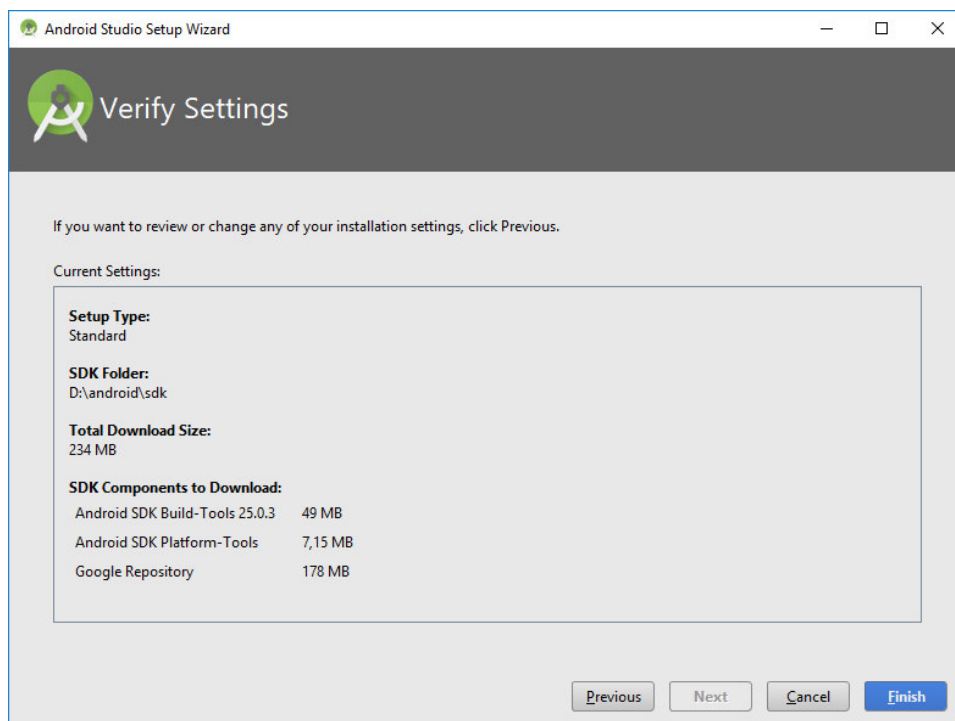 Android Studio Setup Wizard
Verify Settings
If you want to review or change any of your installation settings, click Previous.
Current Settings:
Setup Type:
Standard
SDK Folder:
D:\android\sdk
Total Download Size:
234 MB
SDK Components to Download:
Android SDK Build-Tools 25.0.3 49 MB
Android SDK Platform-Tools 7,15 MB
Google Repository 178 MB
Previous Next Cancel Finish